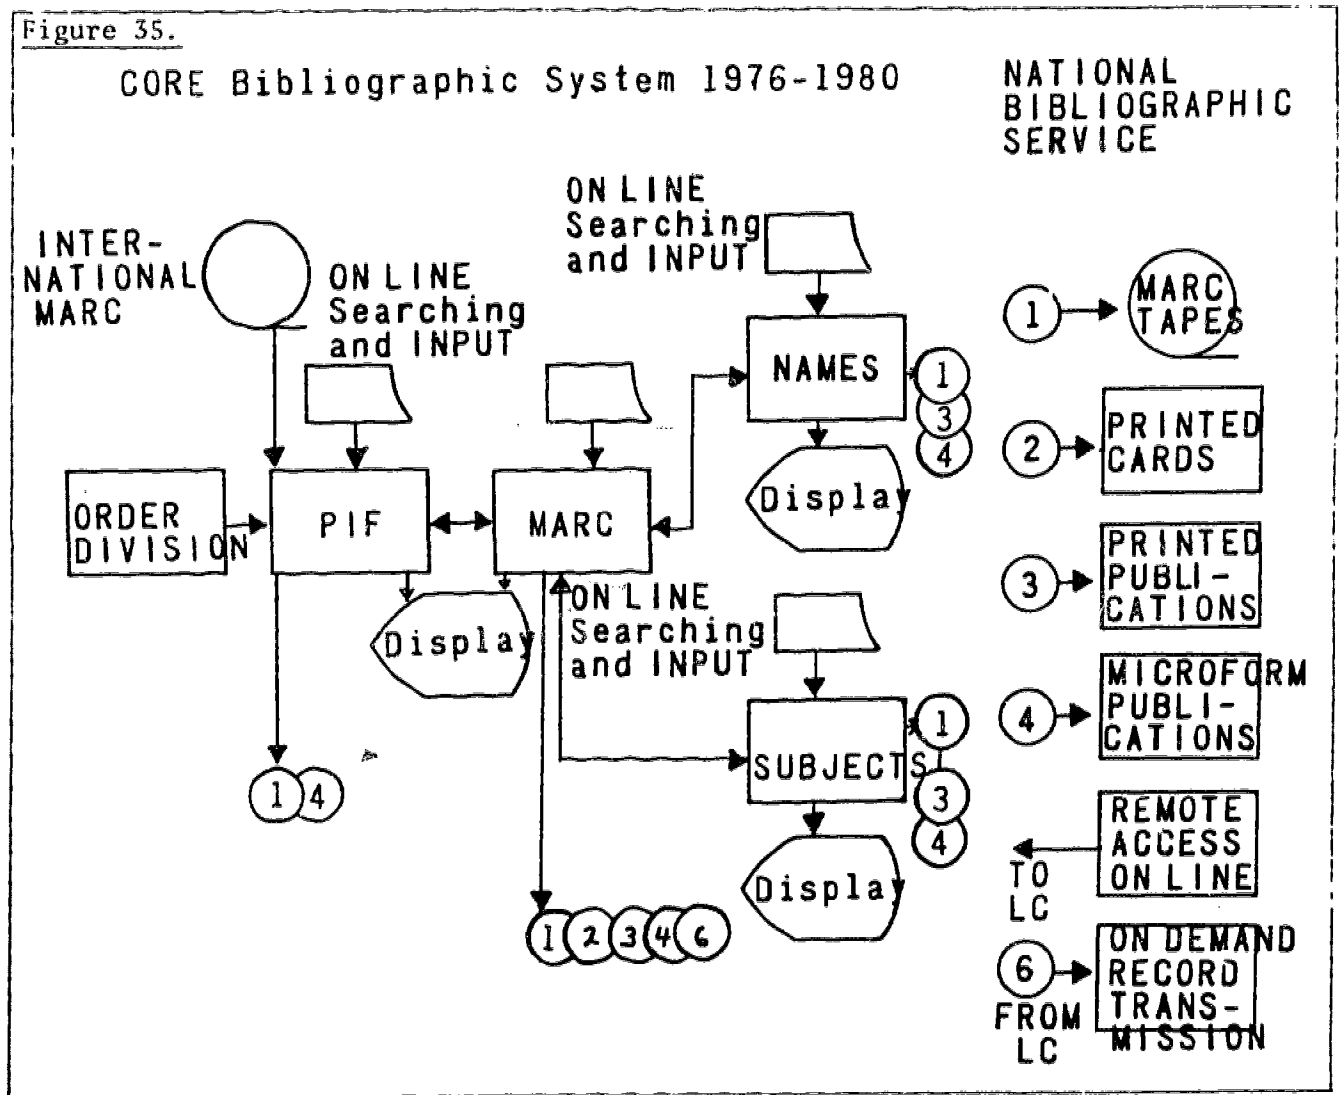 Figure 35.
CORE Bibliographic System 1976-1980
NATIONAL
BIBLIOGRAPHIC
SERVICE
INTER-
NATIONAL
MARC
ON LINE
Searching
and INPUT
ON LINE
Searching
and INPUT
ORDER
DIVISION
PIF
MARC
NAMES
1
3
4
Display
Display
ON LINE
Searching
and INPUT
SUBJECTS
1
3
4
Display
1 4
1 2 3 4 6
1
MARC
TAPES
2
PRINTED
CARDS
3
PRINTED
PUBLI-
CATIONS
4
MICROFORM
PUBLI-
CATIONS
REMOTE
ACCESS
ON LINE
TO
LC
6
FROM
LC
ON DEMAND
RECORD
TRANS-
MISSION